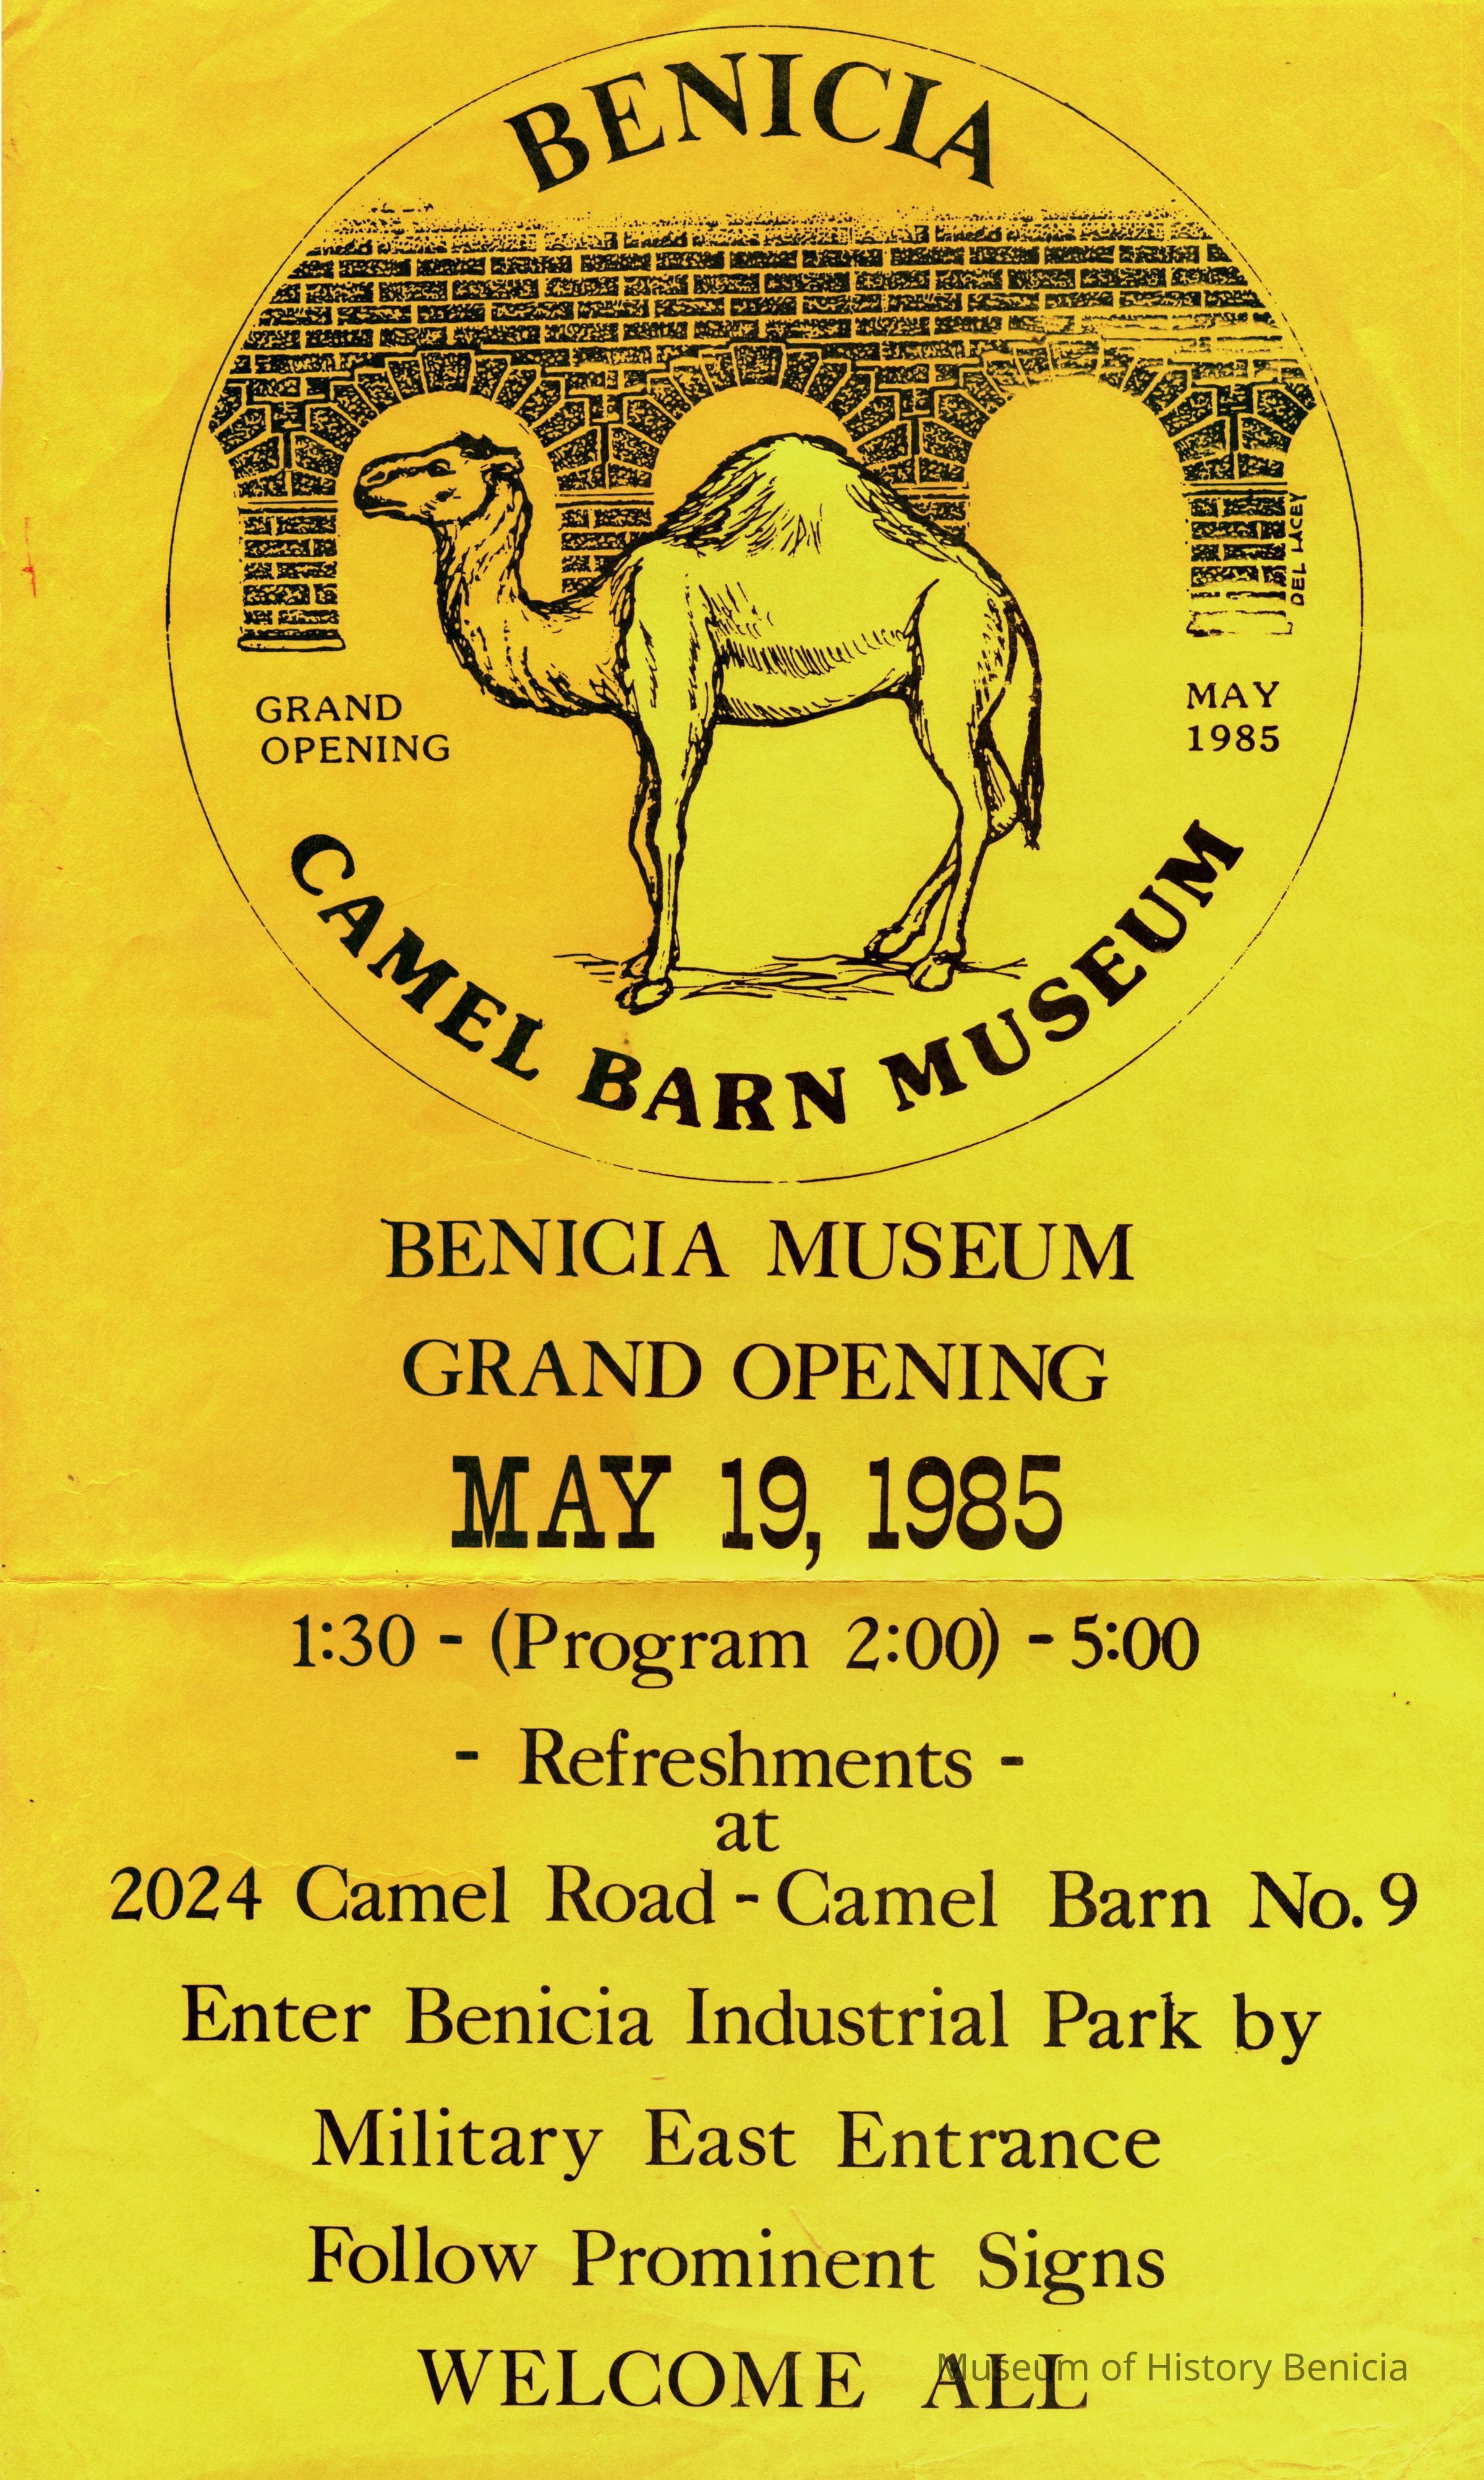 BENICIA
DEL LACEY
GRAND
OPENING
MAY
1985
CAMEL BARN MUSEUM
BENICIA MUSEUM
GRAND OPENING
MAY 19, 1985
1:30 - (Program 2:00) - 5:00
- Refreshments -
at
2024 Camel Road - Camel Barn No. 9
Enter Benicia Industrial Park by
Military East Entrance
Follow Prominent Signs
WELCOME ALL
Museum of History Benicia